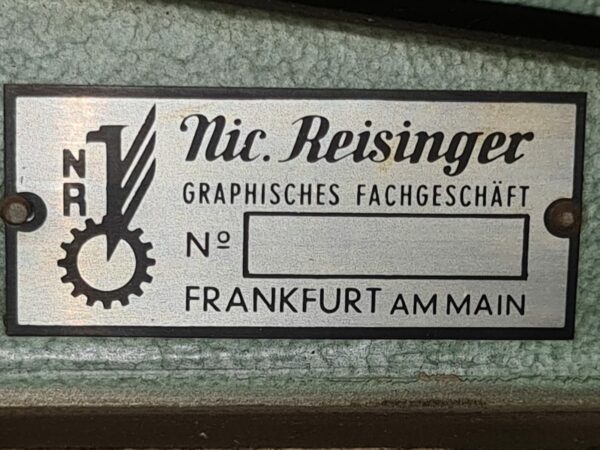 NR
Nic. Reisinger
GRAPHISCHES FACHGESCHÄFT
Nº
FRANKFURT AM MAIN